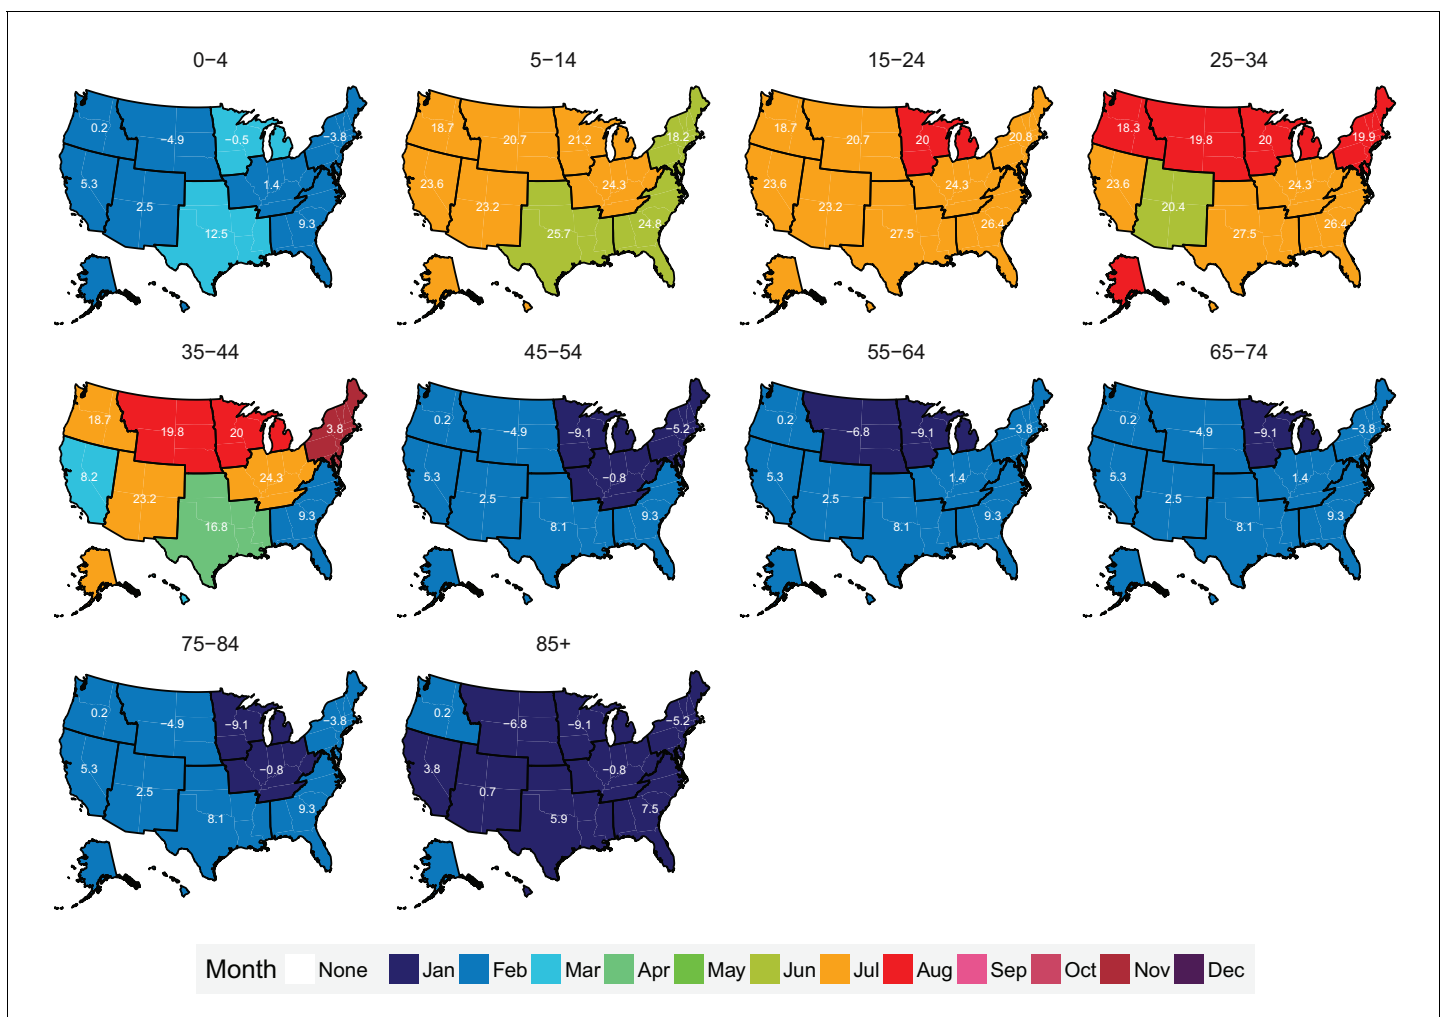 0−4 5−14 15−24 25−34
0.2 −4.9 −0.5 −3.8 5.3 2.5 1.4 12.5 9.3
18.7 20.7 21.2 18.2 23.6 23.2 24.3 25.7 24.8
18.7 20.7 20 20.8 23.6 23.2 24.3 27.5 26.4
18.3 19.8 20 19.9 23.6 20.4 24.3 27.5 26.4
35−44 45−54 55−64 65−74
18.7 19.8 20 3.8 8.2 23.2 24.3 16.8 9.3
0.2 −4.9 −9.1 −5.2 5.3 2.5 −0.8 8.1 9.3
0.2 −6.8 −9.1 −3.8 5.3 2.5 1.4 8.1 9.3
0.2 −4.9 −9.1 −3.8 5.3 2.5 1.4 8.1 9.3
75−84 85+
0.2 −4.9 −9.1 −3.8 5.3 2.5 −0.8 8.1 9.3
0.2 −6.8 −9.1 −5.2 3.8 0.7 −0.8 5.9 7.5
Month None Jan Feb Mar Apr May Jun Jul Aug Sep Oct Nov Dec